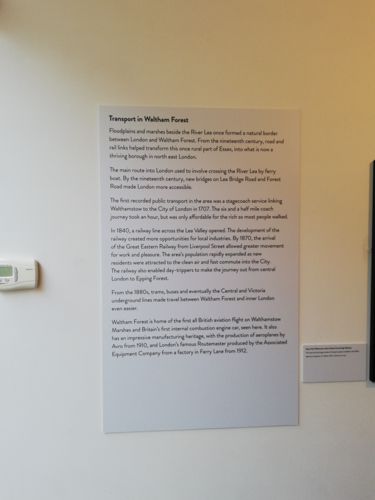 Transport in Waltham Forest
Floodplains and marshes beside the River Lea once formed a natural border
between London and Waltham Forest. From the nineteenth century, road and
rail links helped transform this once rural part of Essex, into what is now a
thriving borough in north east London.
The main route into London used to involve crossing the River Lea by ferry
boat. By the nineteenth century, new bridges on Lea Bridge Road and Forest
Road made London more accessible.
The first recorded public transport in the area was a stagecoach service linking
Walthamstow to the City of London in 1707. The six and a half mile coach
journey took an hour, but was only affordable for the rich as most people walked.
In 1840, a railway line across the Lea Valley opened. The development of the
railway created more opportunities for local industries. By 1870, the arrival
of the Great Eastern Railway from Liverpool Street allowed greater movement
for work and pleasure. The area's population rapidly expanded as new
residents were attracted to the clean air and fast commute into the City.
The railway also enabled day-trippers to make the journey out from central
London to Epping Forest.
From the 1880s, trams, buses and eventually the Central and Victoria
underground lines made travel between Waltham Forest and inner London
even easier.
Waltham Forest is home of the first all British aviation flight on Walthamstow
Marshes and Britain's first internal combustion engine car, seen here. It also
has an impressive manufacturing heritage, with the production of aeroplanes by
Avro from 1910, and London's famous Routemaster produced by the Associated
Equipment Company from a factory in Ferry Lane from 1912.